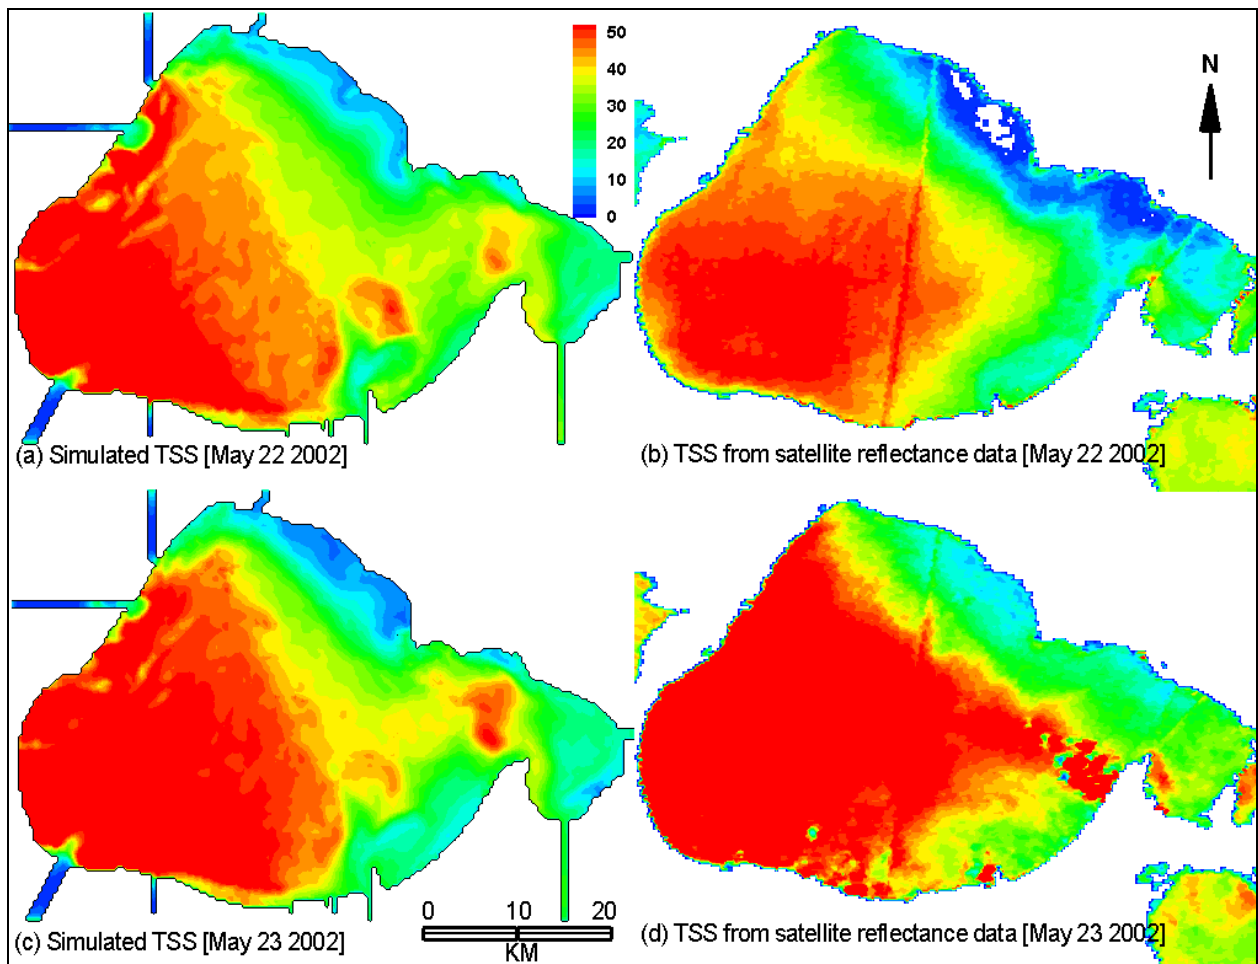 50
40
30
20
10
0
N
(a) Simulated TSS [May 22 2002]
(b) TSS from satellite reflectance data [May 22 2002]
0 10 20
KM
(c) Simulated TSS [May 23 2002]
(d) TSS from satellite reflectance data [May 23 2002]